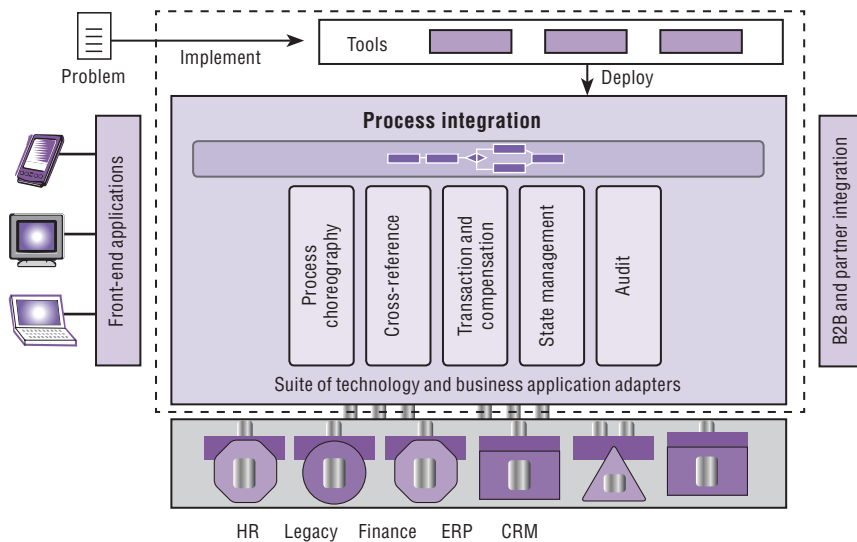 Problem
Implement
Tools
Deploy
Process integration
Front-end applications
Process
choreography
Cross-reference
Transaction and
compensation
State management
Audit
B2B and partner integration
Suite of technology and business application adapters
HR Legacy Finance ERP CRM